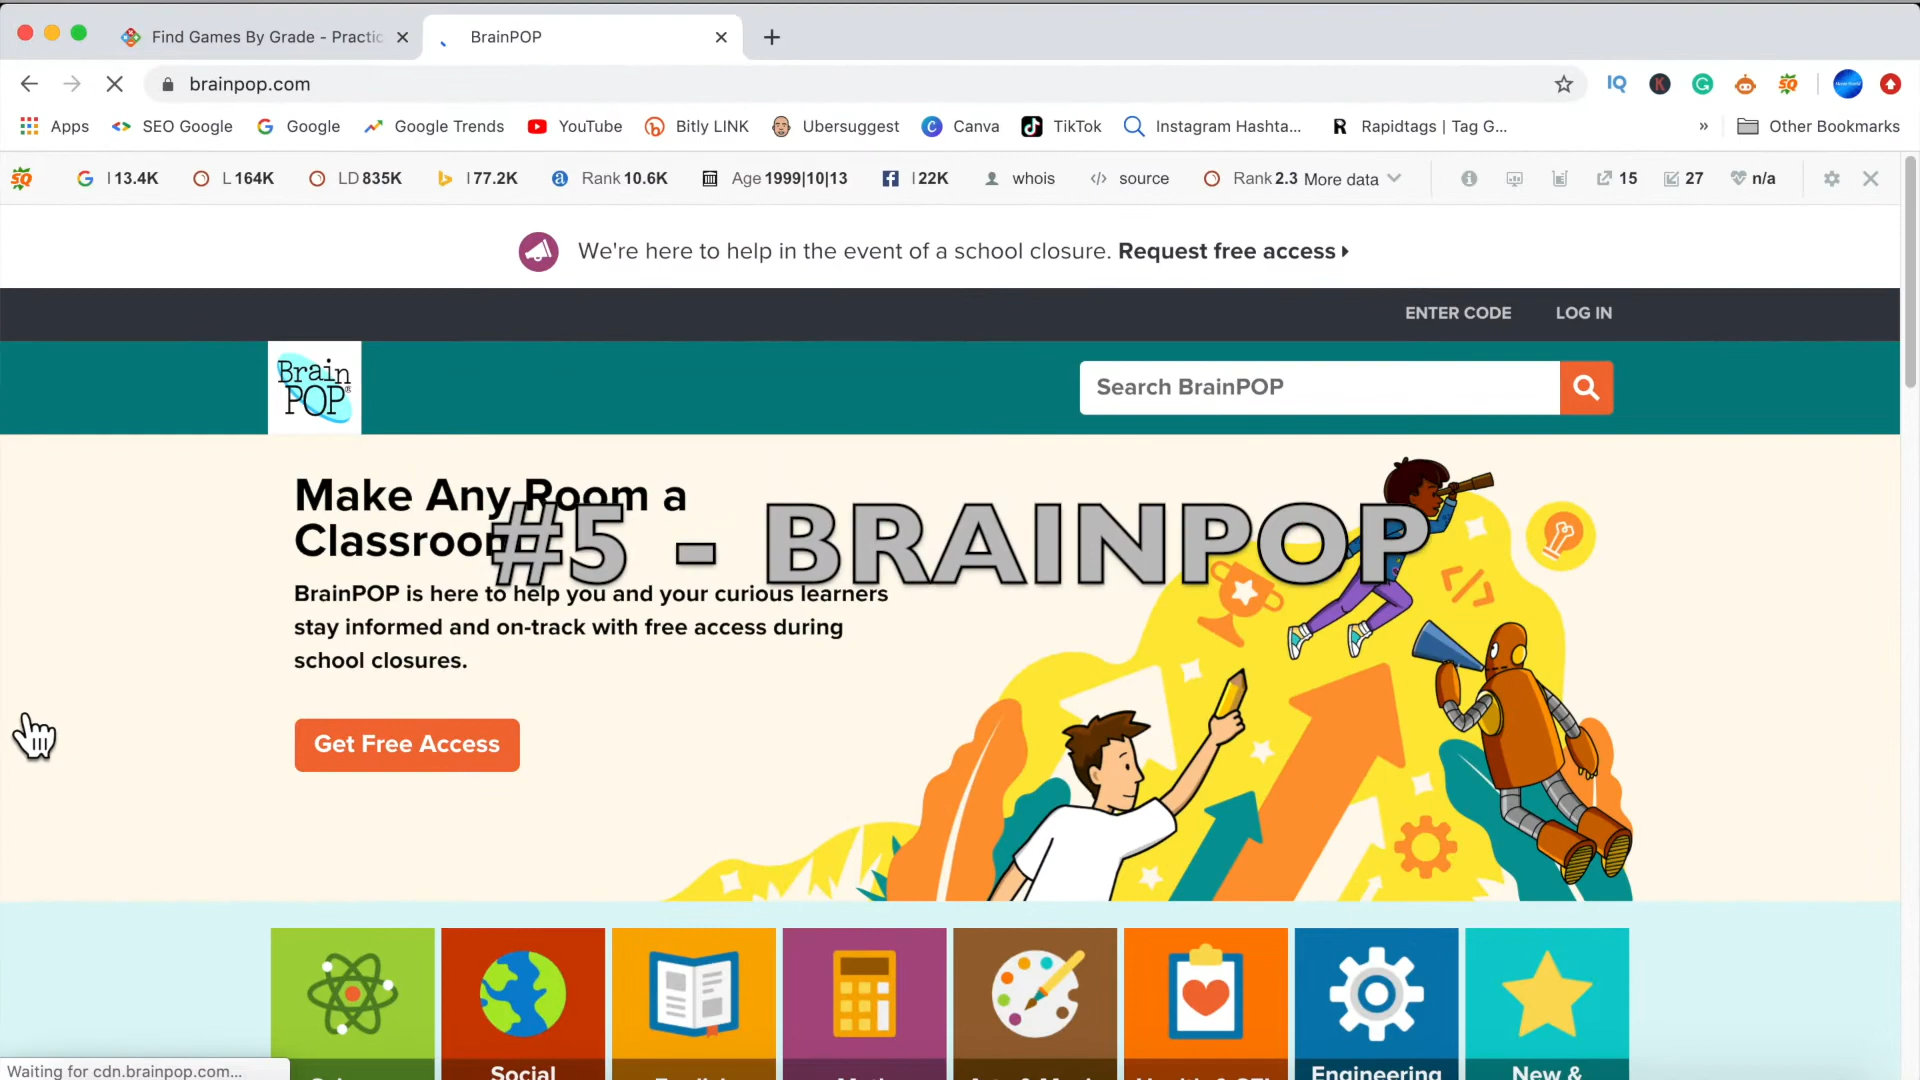 Find Games By Grade - Practic
BrainPOP
brainpop.com
IQ
K
G
SQ
Apps
SEO Google
Google
Google Trends
YouTube
Bitly LINK
Ubersuggest
Canva
TikTok
Instagram Hashta...
R Rapidtags | Tag G...
»
Other Bookmarks
SQ
I 13.4K
L 164K
LD 835K
I 77.2K
Rank 10.6K
Age 1999|10|13
I 22K
whois
source
Rank 2.3
More data
15
27
n/a
We're here to help in the event of a school closure. Request free access
ENTER CODE
LOG IN
Brain
POP®
Search BrainPOP
Make Any Room a
Classroom
#5 - BRAINPOP
BrainPOP is here to help you and your curious learners
stay informed and on-track with free access during
school closures.
Get Free Access
Social
Engineering
New &
Waiting for cdn.brainpop.com...